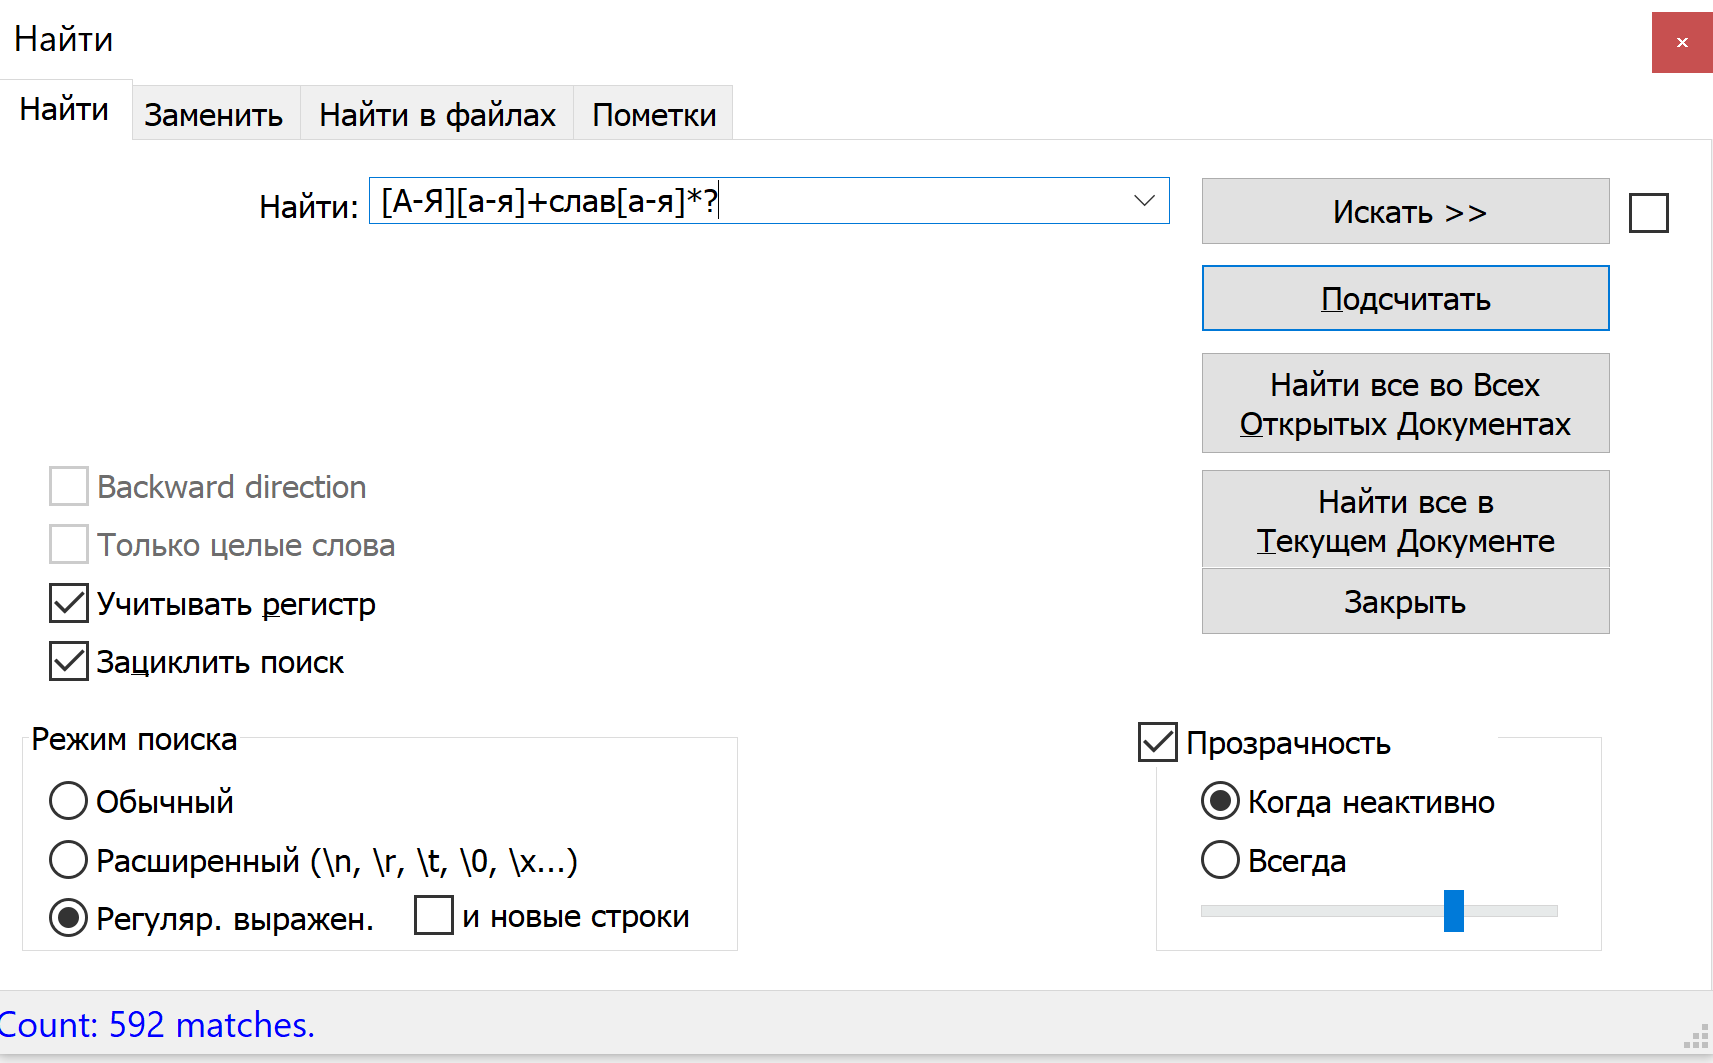 Найти
×
Найти
Заменить
Найти в файлах
Пометки
Найти:
[А-Я][а-я]+слав[а-я]*?
Искать >>
Подсчитать
Найти все во Всех
Открытых Документах
Найти все в
Текущем Документе
Закрыть
Backward direction
Только целые слова
Учитывать регистр
Зациклить поиск
Режим поиска
Обычный
Расширенный (\n, \r, \t, \0, \x...)
Регуляр. выражен.
и новые строки
Прозрачность
Когда неактивно
Всегда
Count: 592 matches.